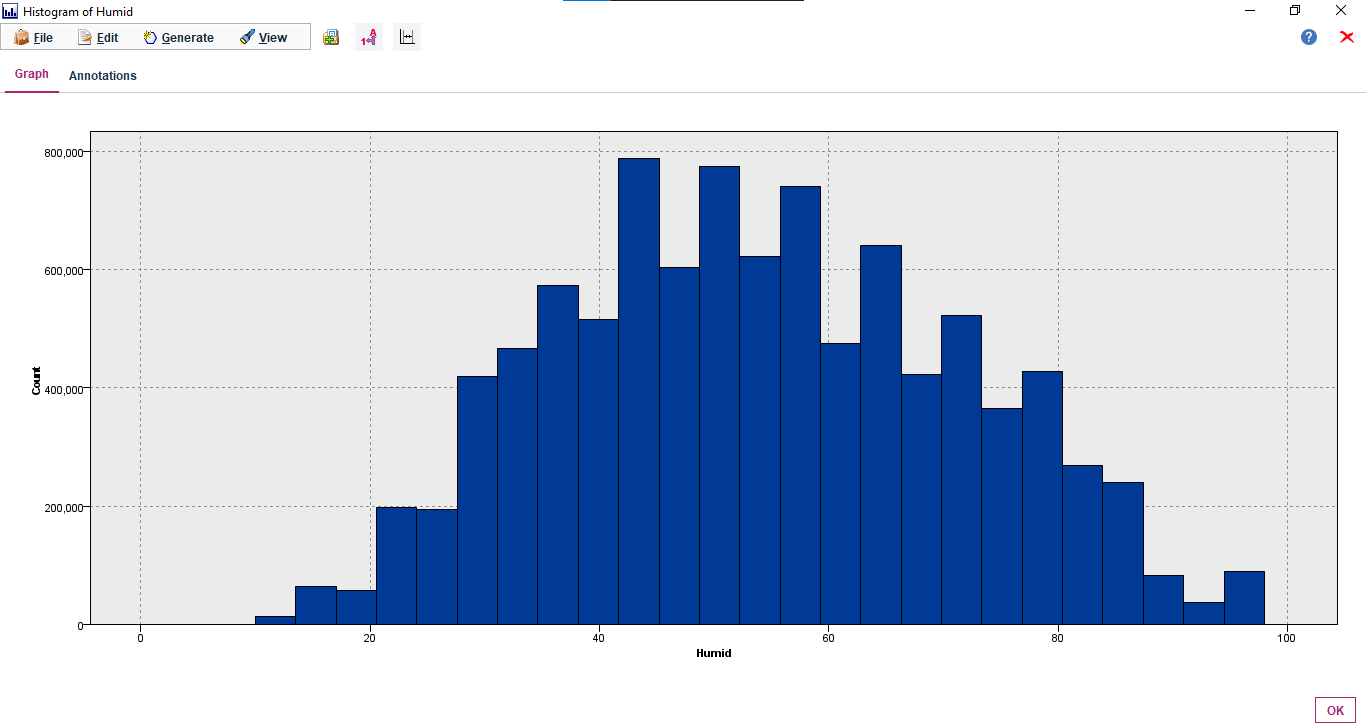 Histogram of Humid
File Edit Generate View
Graph Annotations
800,000
600,000
400,000
200,000
0
Count
0 20 40 60 80 100
Humid
OK